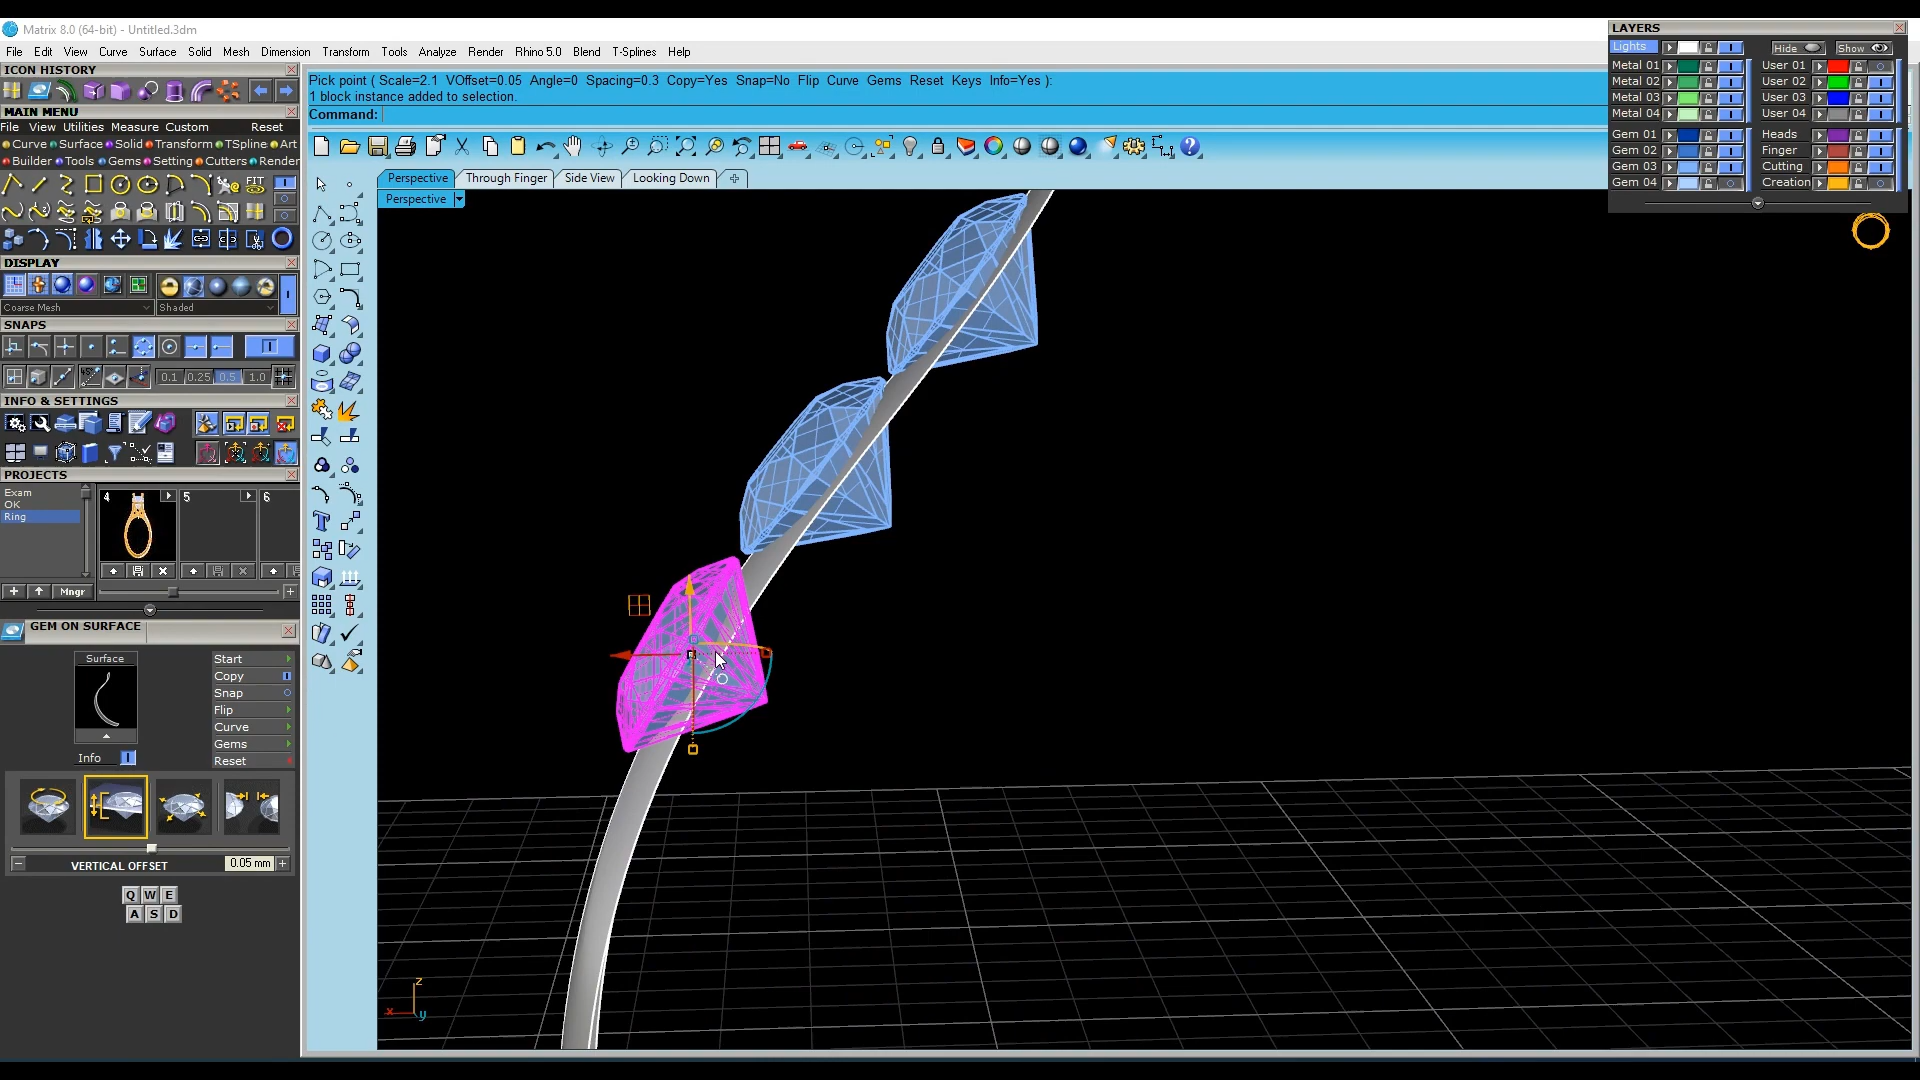 Matrix 8.0 (64-bit) - Untitled.3dm
File Edit View Curve Surface Solid Mesh Dimension Transform Tools Analyze Render Rhino 5.0 Blend T-Splines Help
ICON HISTORY
MAIN MENU
File View Utilities Measure Custom Reset
Curve Surface Solid Transform TSpline Art
Builder Tools Gems Setting Cutters Render
FIT
DISPLAY
Coarse Mesh Shaded
SNAPS
0.1 0.25 0.5 1.0
INFO & SETTINGS
PROJECTS
Exam
OK
Ring
4 5 6
+ Mngr +
GEM ON SURFACE
Surface
Start
Copy
Snap
Flip
Curve
Gems
Reset
Info
VERTICAL OFFSET 0.05 mm
Q W E
A S D
Pick point ( Scale=2.1 VOffset=0.05 Angle=0 Spacing=0.3 Copy=Yes Snap=No Flip Curve Gems Reset Keys Info=Yes ):
1 block instance added to selection.
Command:
Perspective Through Finger Side View Looking Down
Perspective
z
x y
LAYERS
Lights Hide Show
Metal 01 User 01
Metal 02 User 02
Metal 03 User 03
Metal 04 User 04
Gem 01 Heads
Gem 02 Finger
Gem 03 Cutting
Gem 04 Creation